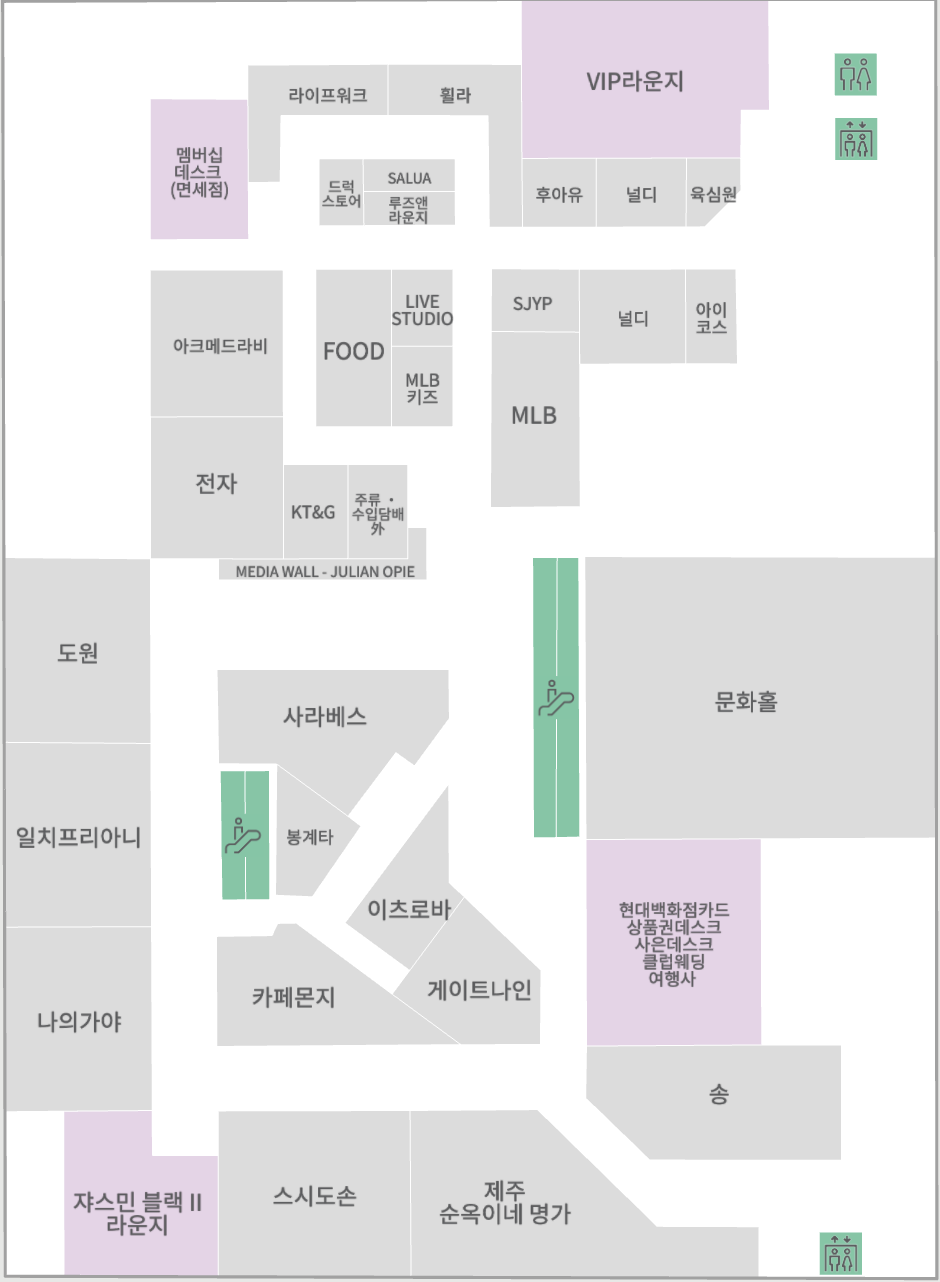 VIP라운지
라이프워크
휠라
멤버십
데스크
(면세점)
드럭
스토어
SALUA
루즈앤
라운지
후아유
널디
육심원
아크메드라비
FOOD
LIVE
STUDIO
MLB
키즈
SJYP
널디
아이
코스
MLB
전자
KT&G
주류 ·
수입담배
外
MEDIA WALL - JULIAN OPIE
도원
사라베스
문화홀
일치프리아니
봉계타
이츠로바
현대백화점카드
상품권데스크
사은데스크
클럽웨딩
여행사
카페몬지
게이트나인
나의가야
송
쟈스민 블랙 II
라운지
스시도손
제주
순옥이네 명가